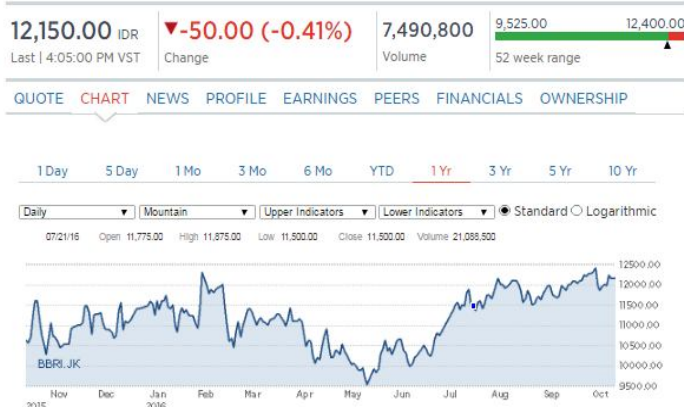 12,150.00 IDR
▼-50.00 (-0.41%)
7,490,800
9,525.00 12,400.00
Last | 4:05:00 PM VST
Change
Volume
52 week range
QUOTE CHART NEWS PROFILE EARNINGS PEERS FINANCIALS OWNERSHIP
1 Day 5 Day 1 Mo 3 Mo 6 Mo YTD 1 Yr 3 Yr 5 Yr 10 Yr
Daily Mountain Upper Indicators Lower Indicators Standard Logarithmic
07/21/16 Open 11,775.00 High 11,875.00 Low 11,500.00 Close 11,500.00 Volume 21,088,500
12500.00
12000.00
11500.00
11000.00
10500.00
10000.00
9500.00
BBRI.JK
Nov Dec Jan Feb Mar Apr May Jun Jul Aug Sep Oct
2015 2016